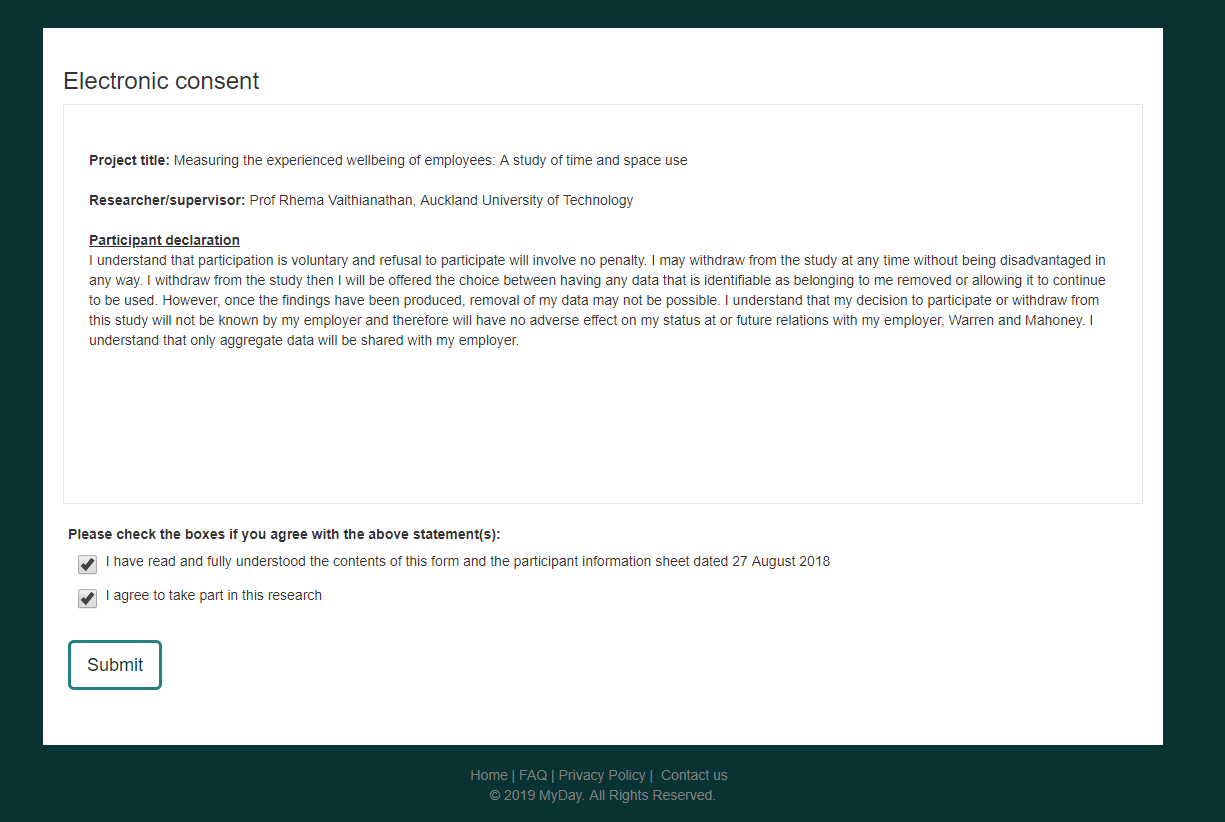 Electronic consent
Project title: Measuring the experienced wellbeing of employees: A study of time and space use
Researcher/supervisor: Prof Rhema Vaithianathan, Auckland University of Technology
Participant declaration
I understand that participation is voluntary and refusal to participate will involve no penalty. I may withdraw from the study at any time without being disadvantaged in
any way. I withdraw from the study then I will be offered the choice between having any data that is identifiable as belonging to me removed or allowing it to continue
to be used. However, once the findings have been produced, removal of my data may not be possible. I understand that my decision to participate or withdraw from
this study will not be known by my employer and therefore will have no adverse effect on my status at or future relations with my employer, Warren and Mahoney. I
understand that only aggregate data will be shared with my employer.
Please check the boxes if you agree with the above statement(s):
I have read and fully understood the contents of this form and the participant information sheet dated 27 August 2018
I agree to take part in this research
Submit
Home | FAQ | Privacy Policy | Contact us
© 2019 MyDay. All Rights Reserved.